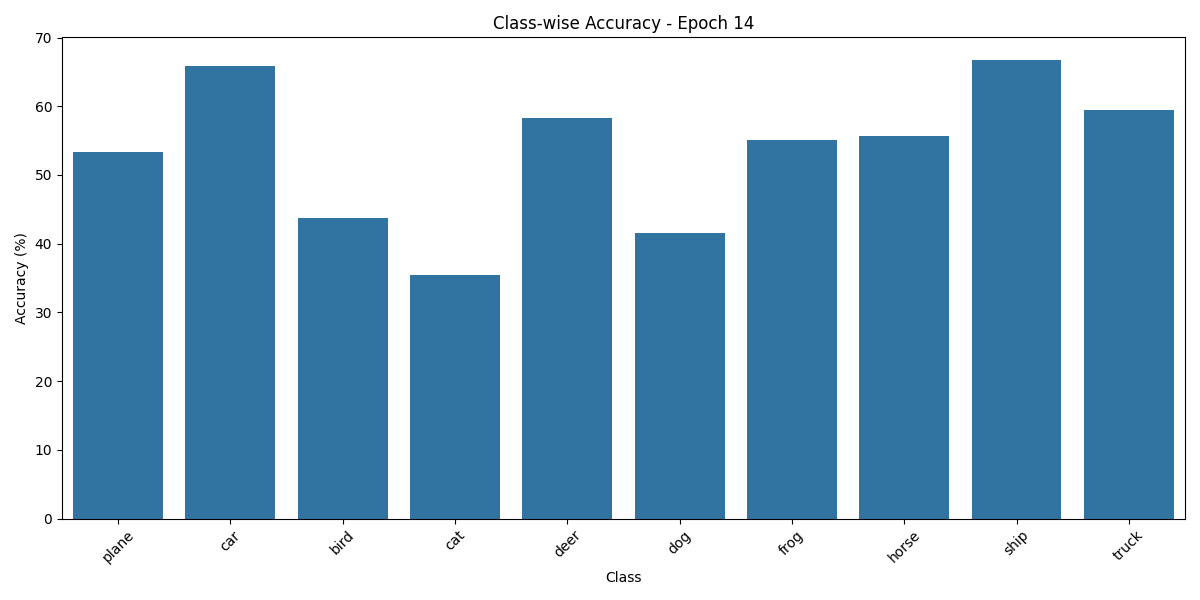 Class-wise Accuracy - Epoch 14
Accuracy (%)
70
60
50
40
30
20
10
0
plane
car
bird
cat
deer
dog
frog
horse
ship
truck
Class